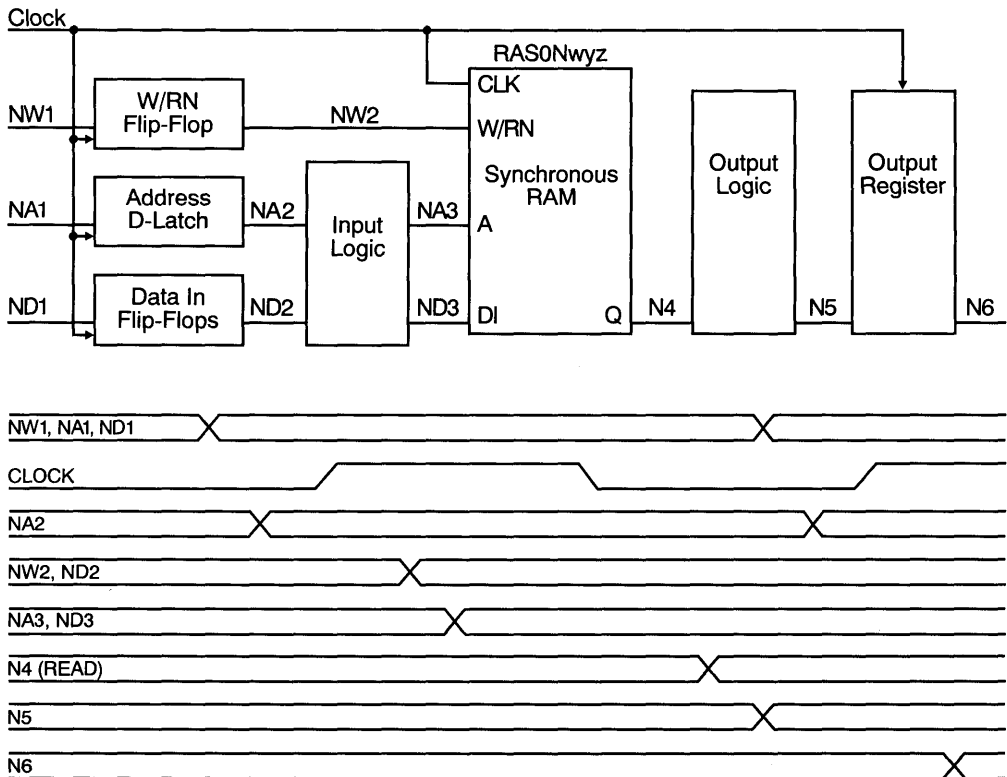 Clock
RAS0Nwyz
CLK
NW1
W/RN
Flip-Flop
NW2
W/RN
NA1
Address
D-Latch
NA2
Input
Logic
NA3
A
Synchronous
RAM
Output
Logic
Output
Register
ND1
Data In
Flip-Flops
ND2
ND3
DI
Q
N4
N5
N6
NW1, NA1, ND1
CLOCK
NA2
NW2, ND2
NA3, ND3
N4 (READ)
N5
N6